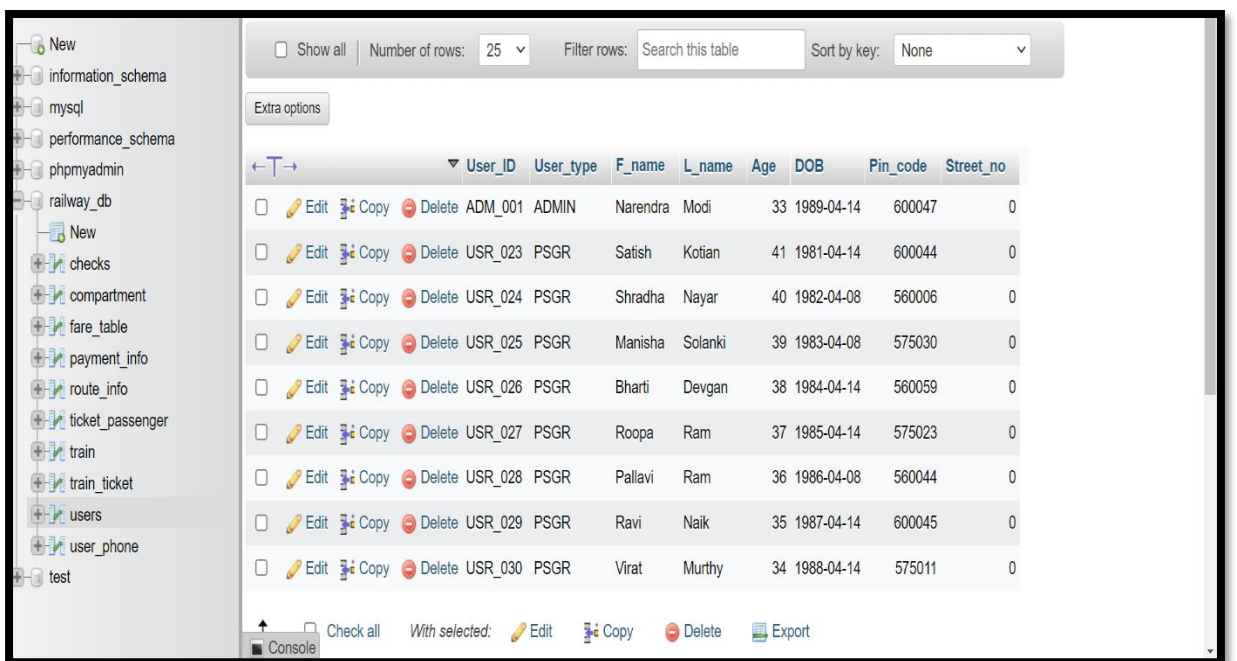 New
information_schema
mysql
performance_schema
phpmyadmin
railway_db
New
checks
compartment
fare_table
payment_info
route_info
ticket_passenger
train
train_ticket
users
user_phone
test
Show all Number of rows: 25 Filter rows: Search this table Sort by key: None
Extra options
←T→ ▼ User_ID User_type F_name L_name Age DOB Pin_code Street_no
Edit Copy Delete ADM_001 ADMIN Narendra Modi 33 1989-04-14 600047 0
Edit Copy Delete USR_023 PSGR Satish Kotian 41 1981-04-14 600044 0
Edit Copy Delete USR_024 PSGR Shradha Nayar 40 1982-04-08 560006 0
Edit Copy Delete USR_025 PSGR Manisha Solanki 39 1983-04-08 575030 0
Edit Copy Delete USR_026 PSGR Bharti Devgan 38 1984-04-14 560059 0
Edit Copy Delete USR_027 PSGR Roopa Ram 37 1985-04-14 575023 0
Edit Copy Delete USR_028 PSGR Pallavi Ram 36 1986-04-08 560044 0
Edit Copy Delete USR_029 PSGR Ravi Naik 35 1987-04-14 600045 0
Edit Copy Delete USR_030 PSGR Virat Murthy 34 1988-04-14 575011 0
Check all With selected: Edit Copy Delete Export
Console